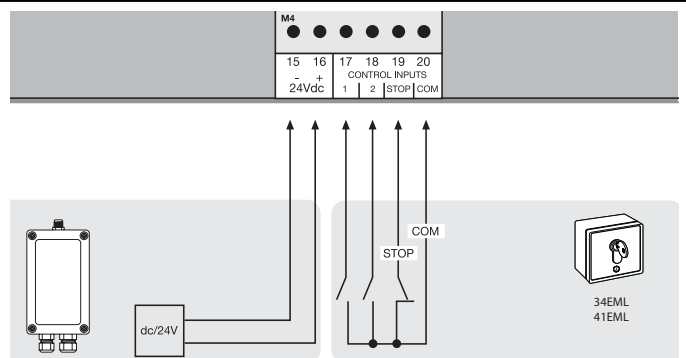 M4
15 16 17 18 19 20
- + CONTROL INPUTS
24Vdc 1 2 STOP COM
COM
STOP
dc/24V
34EML
41EML